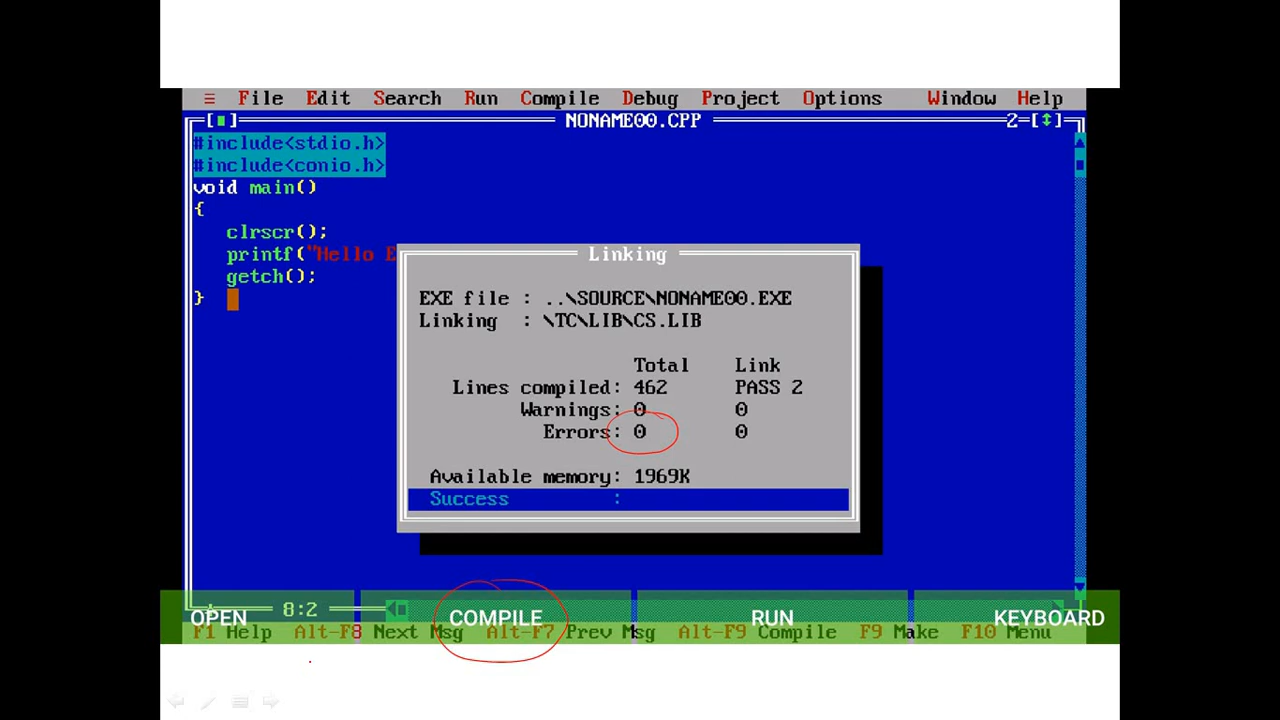 ≡ File Edit Search Run Compile Debug Project Options Window Help
[■] NONAME00.CPP 2=[↕]
#include<stdio.h>
#include<conio.h>
void main()
{
clrscr();
printf("Hello E
getch();
}
Linking
EXE file : ..\SOURCE\NONAME00.EXE
Linking : \TC\LIB\CS.LIB
Total Link
Lines compiled: 462 PASS 2
Warnings: 0 0
Errors: 0 0
Available memory: 1969K
Success :
8:2
OPEN COMPILE RUN KEYBOARD
F1 Help Alt-F8 Next Msg Alt-F7 Prev Msg Alt-F9 Compile F9 Make F10 Menu